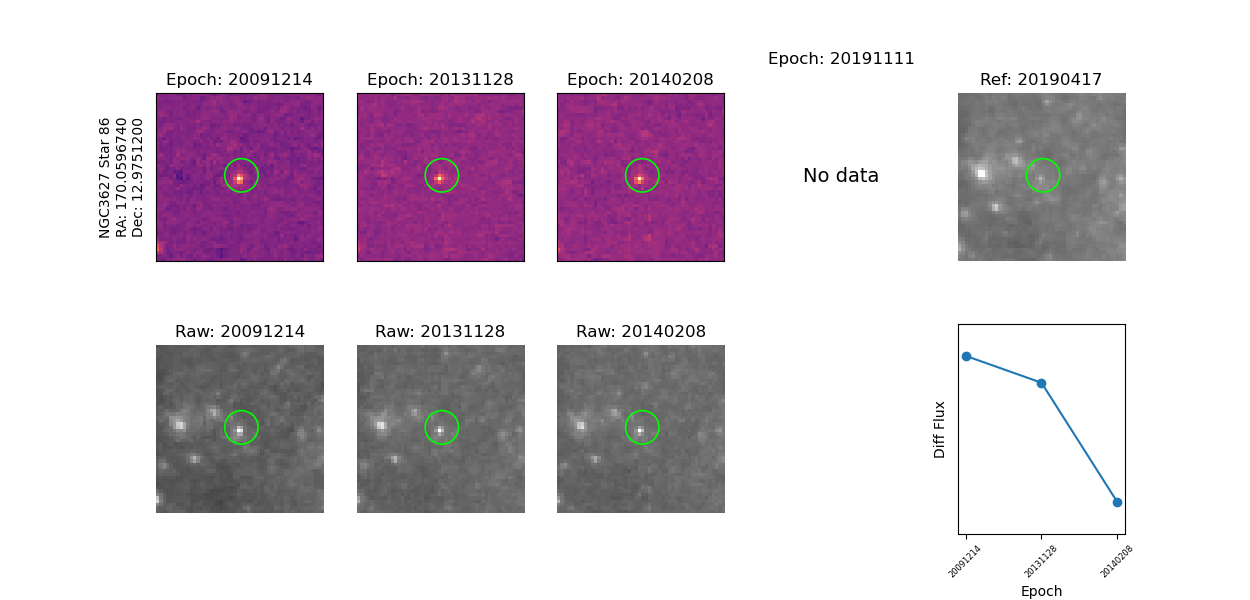 Epoch: 20191111
Epoch: 20091214
Epoch: 20131128
Epoch: 20140208
Ref: 20190417
NGC3627 Star 86
RA: 170.0596740
Dec: 12.9751200
No data
Raw: 20091214
Raw: 20131128
Raw: 20140208
Diff Flux
20091214
20131128
20140208
Epoch